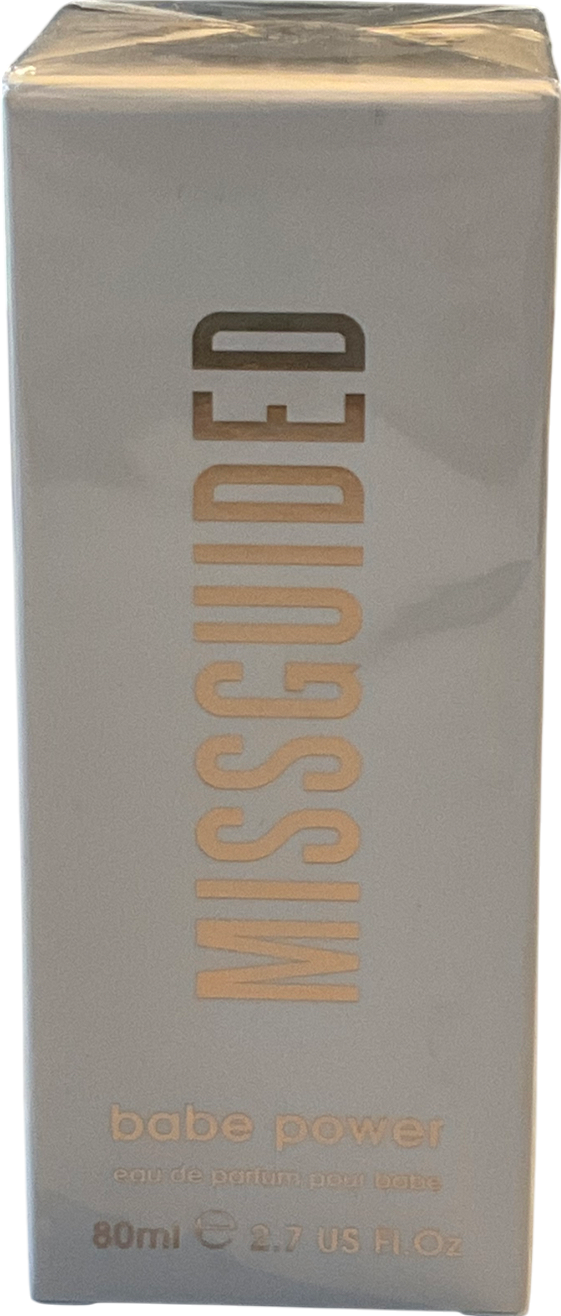 MISSGUIDED
babe power
eau de parfum pour babe
80ml ℮ 2.7 US Fl.Oz